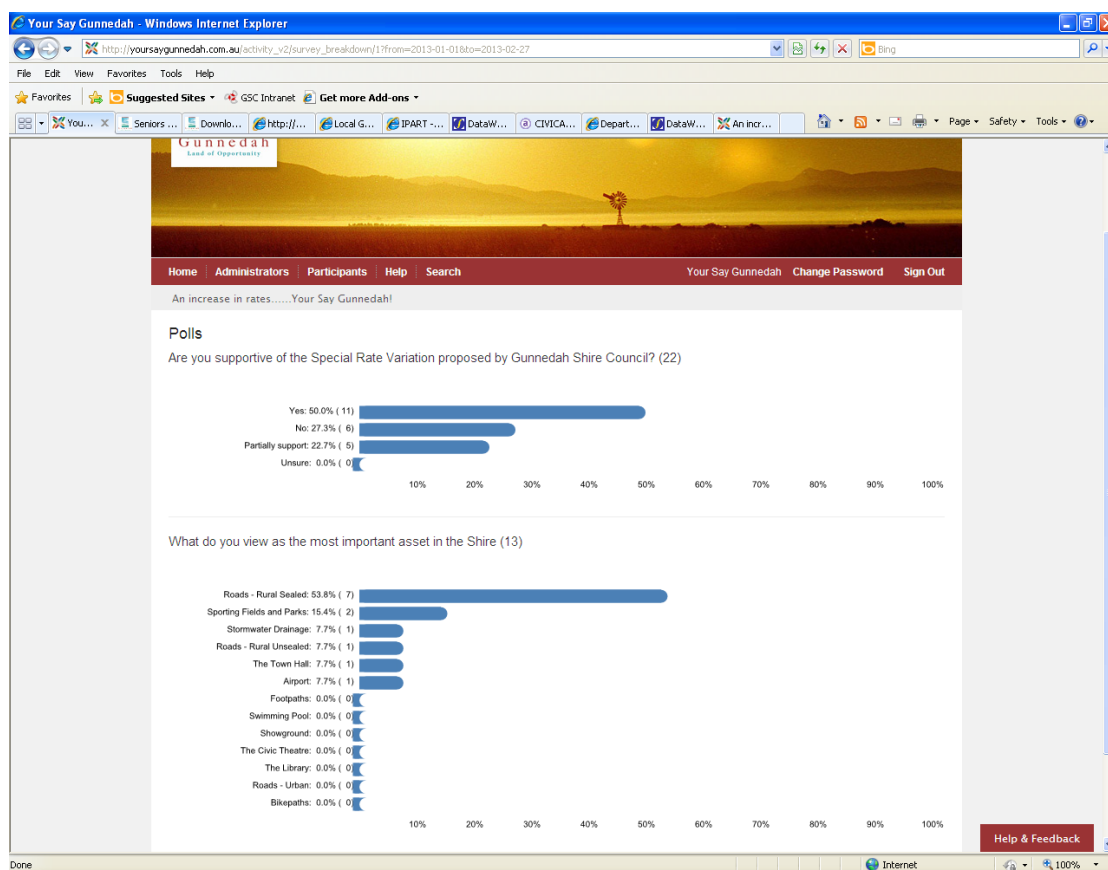 Your Say Gunnedah - Windows Internet Explorer
http://yoursaygunnedah.com.au/activity_v2/survey_breakdown/1?from=2013-01-01&to=2013-02-27
Bing
File Edit View Favorites Tools Help
Favorites Suggested Sites GSC Intranet Get more Add-ons
You... Seniors ... Downlo... http://... Local G... IPART -... DataW... CIVICA... Depart... DataW... An incr... Page Safety Tools
Gunnedah
Land of Opportunity
Home Administrators Participants Help Search Your Say Gunnedah Change Password Sign Out
An increase in rates......Your Say Gunnedah!
Polls
Are you supportive of the Special Rate Variation proposed by Gunnedah Shire Council? (22)
Yes: 50.0% ( 11)
No: 27.3% ( 6)
Partially support: 22.7% ( 5)
Unsure: 0.0% ( 0)
10% 20% 30% 40% 50% 60% 70% 80% 90% 100%
What do you view as the most important asset in the Shire (13)
Roads - Rural Sealed: 53.8% ( 7)
Sporting Fields and Parks: 15.4% ( 2)
Stormwater Drainage: 7.7% ( 1)
Roads - Rural Unsealed: 7.7% ( 1)
The Town Hall: 7.7% ( 1)
Airport: 7.7% ( 1)
Footpaths: 0.0% ( 0)
Swimming Pool: 0.0% ( 0)
Showground: 0.0% ( 0)
The Civic Theatre: 0.0% ( 0)
The Library: 0.0% ( 0)
Roads - Urban: 0.0% ( 0)
Bikepaths: 0.0% ( 0)
10% 20% 30% 40% 50% 60% 70% 80% 90% 100%
Help & Feedback
Done Internet 100%